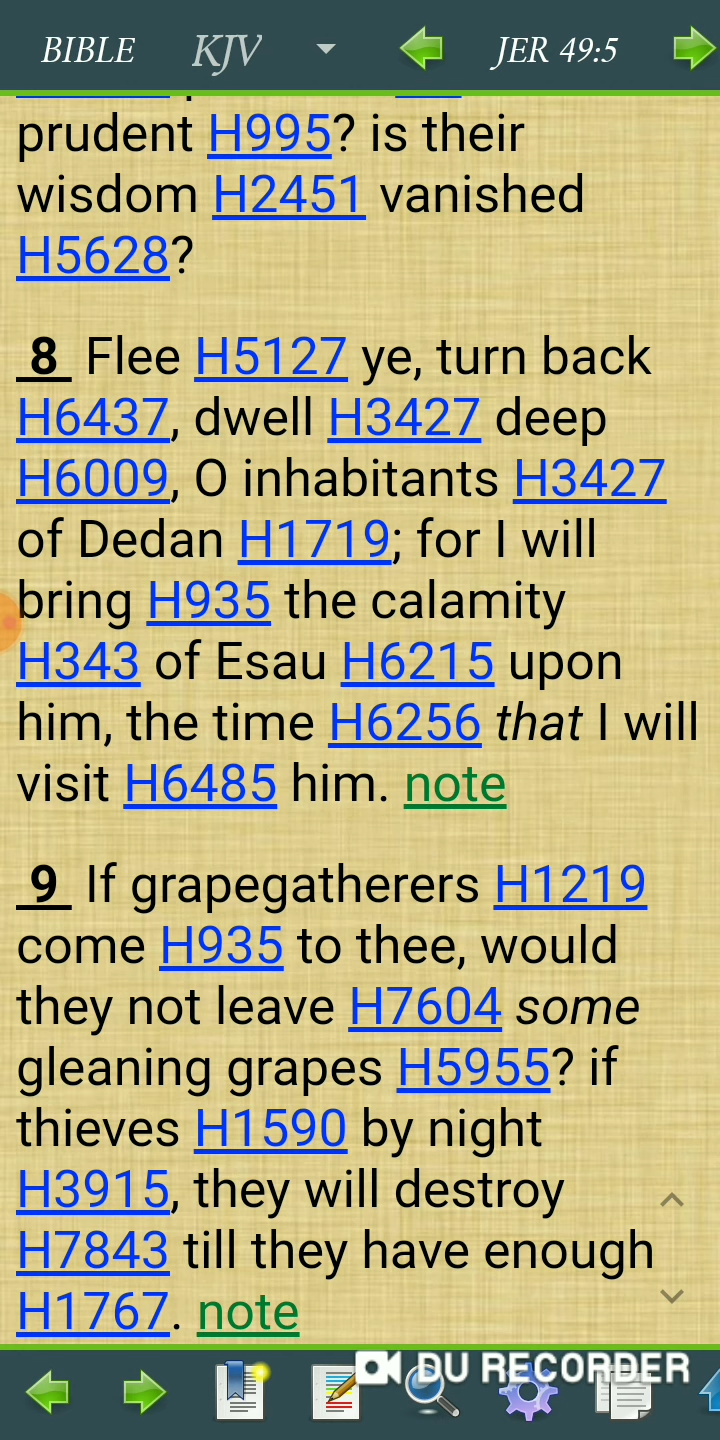 BIBLE KJV JER 49:5
prudent H995? is their
wisdom H2451 vanished
H5628?
8 Flee H5127 ye, turn back
H6437, dwell H3427 deep
H6009, O inhabitants H3427
of Dedan H1719; for I will
bring H935 the calamity
H343 of Esau H6215 upon
him, the time H6256 that I will
visit H6485 him. note
9 If grapegatherers H1219
come H935 to thee, would
they not leave H7604 some
gleaning grapes H5955? if
thieves H1590 by night
H3915, they will destroy
H7843 till they have enough
H1767. note
DU RECORDER